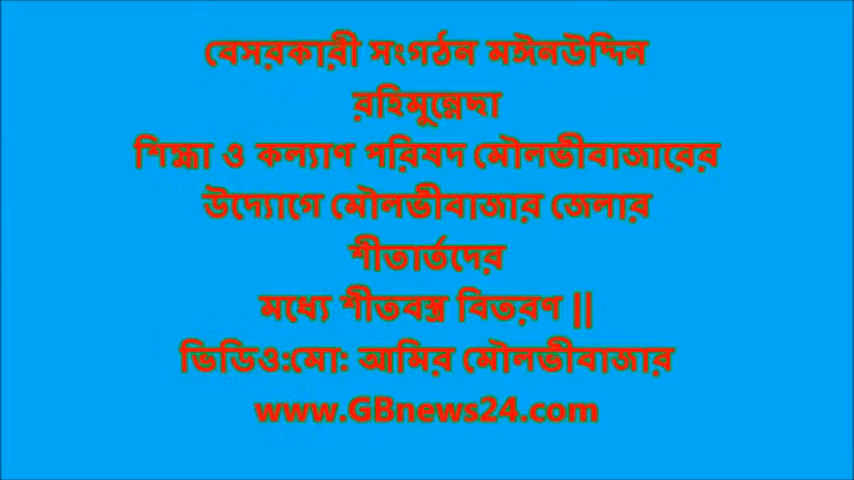 বেসরকারী সংগঠন মঈনউদ্দিন
রহিমুন্নেছা
শিক্ষা ও কল্যাণ পরিষদ মৌলভীবাজারের
উদ্যোগে মৌলভীবাজার জেলার
শীতার্তদের
মধ্যে শীতবস্ত্র বিতরণ ||
ভিডিও:মো: আমির মৌলভীবাজার
www.GBnews24.com